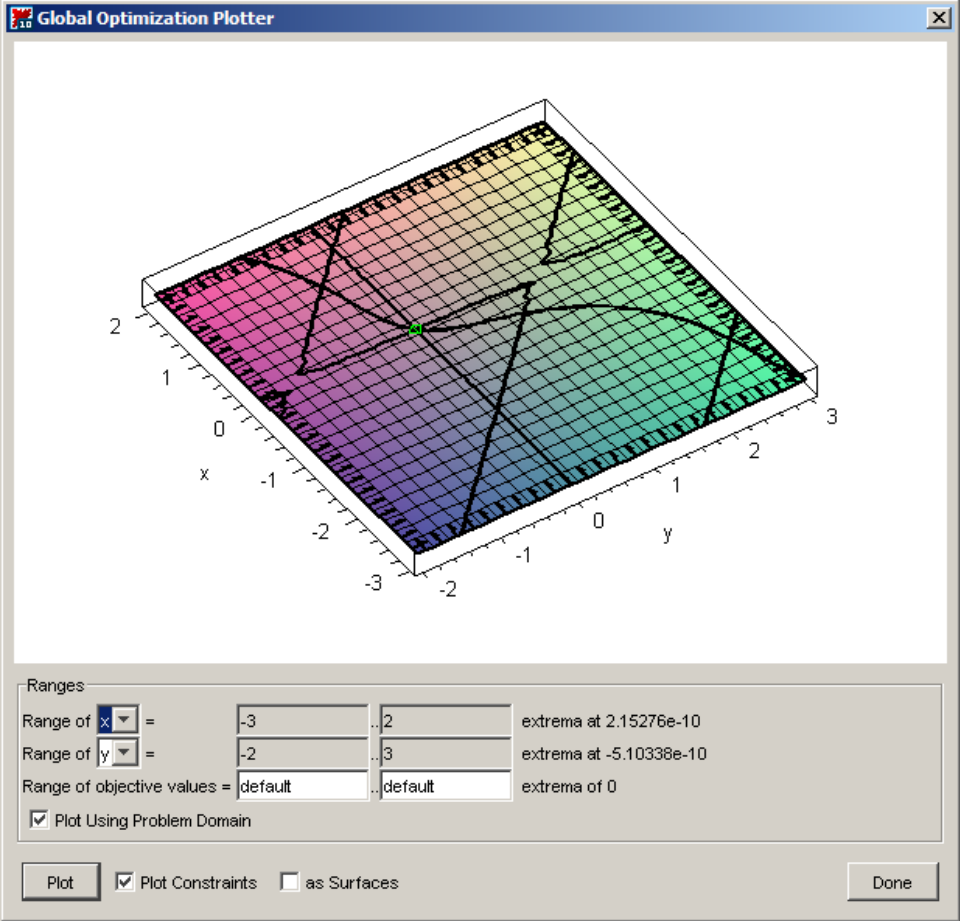 Global Optimization Plotter
2
1
0
-1
-2
-3
x
-2
-1
0
1
2
3
y
Ranges
Range of x = -3 .. 2 extrema at 2.15276e-10
Range of y = -2 .. 3 extrema at -5.10338e-10
Range of objective values = default .. default extrema of 0
Plot Using Problem Domain
Plot Plot Constraints as Surfaces Done